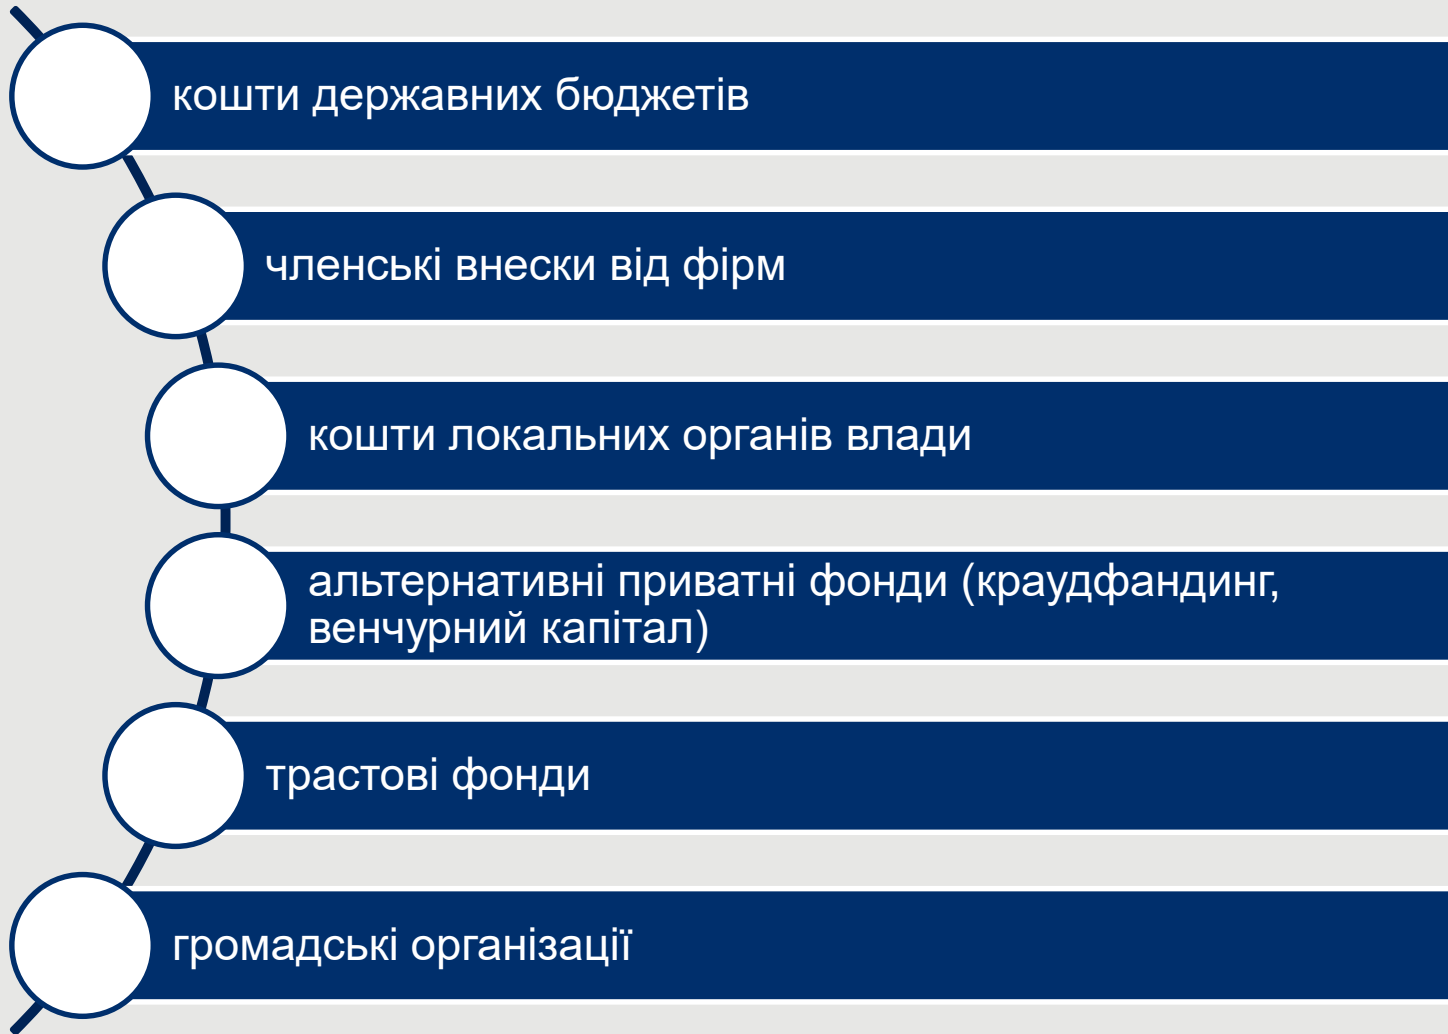 кошти державних бюджетів
членські внески від фірм
кошти локальних органів влади
альтернативні приватні фонди (краудфандинг,
венчурний капітал)
трастові фонди
громадські організації